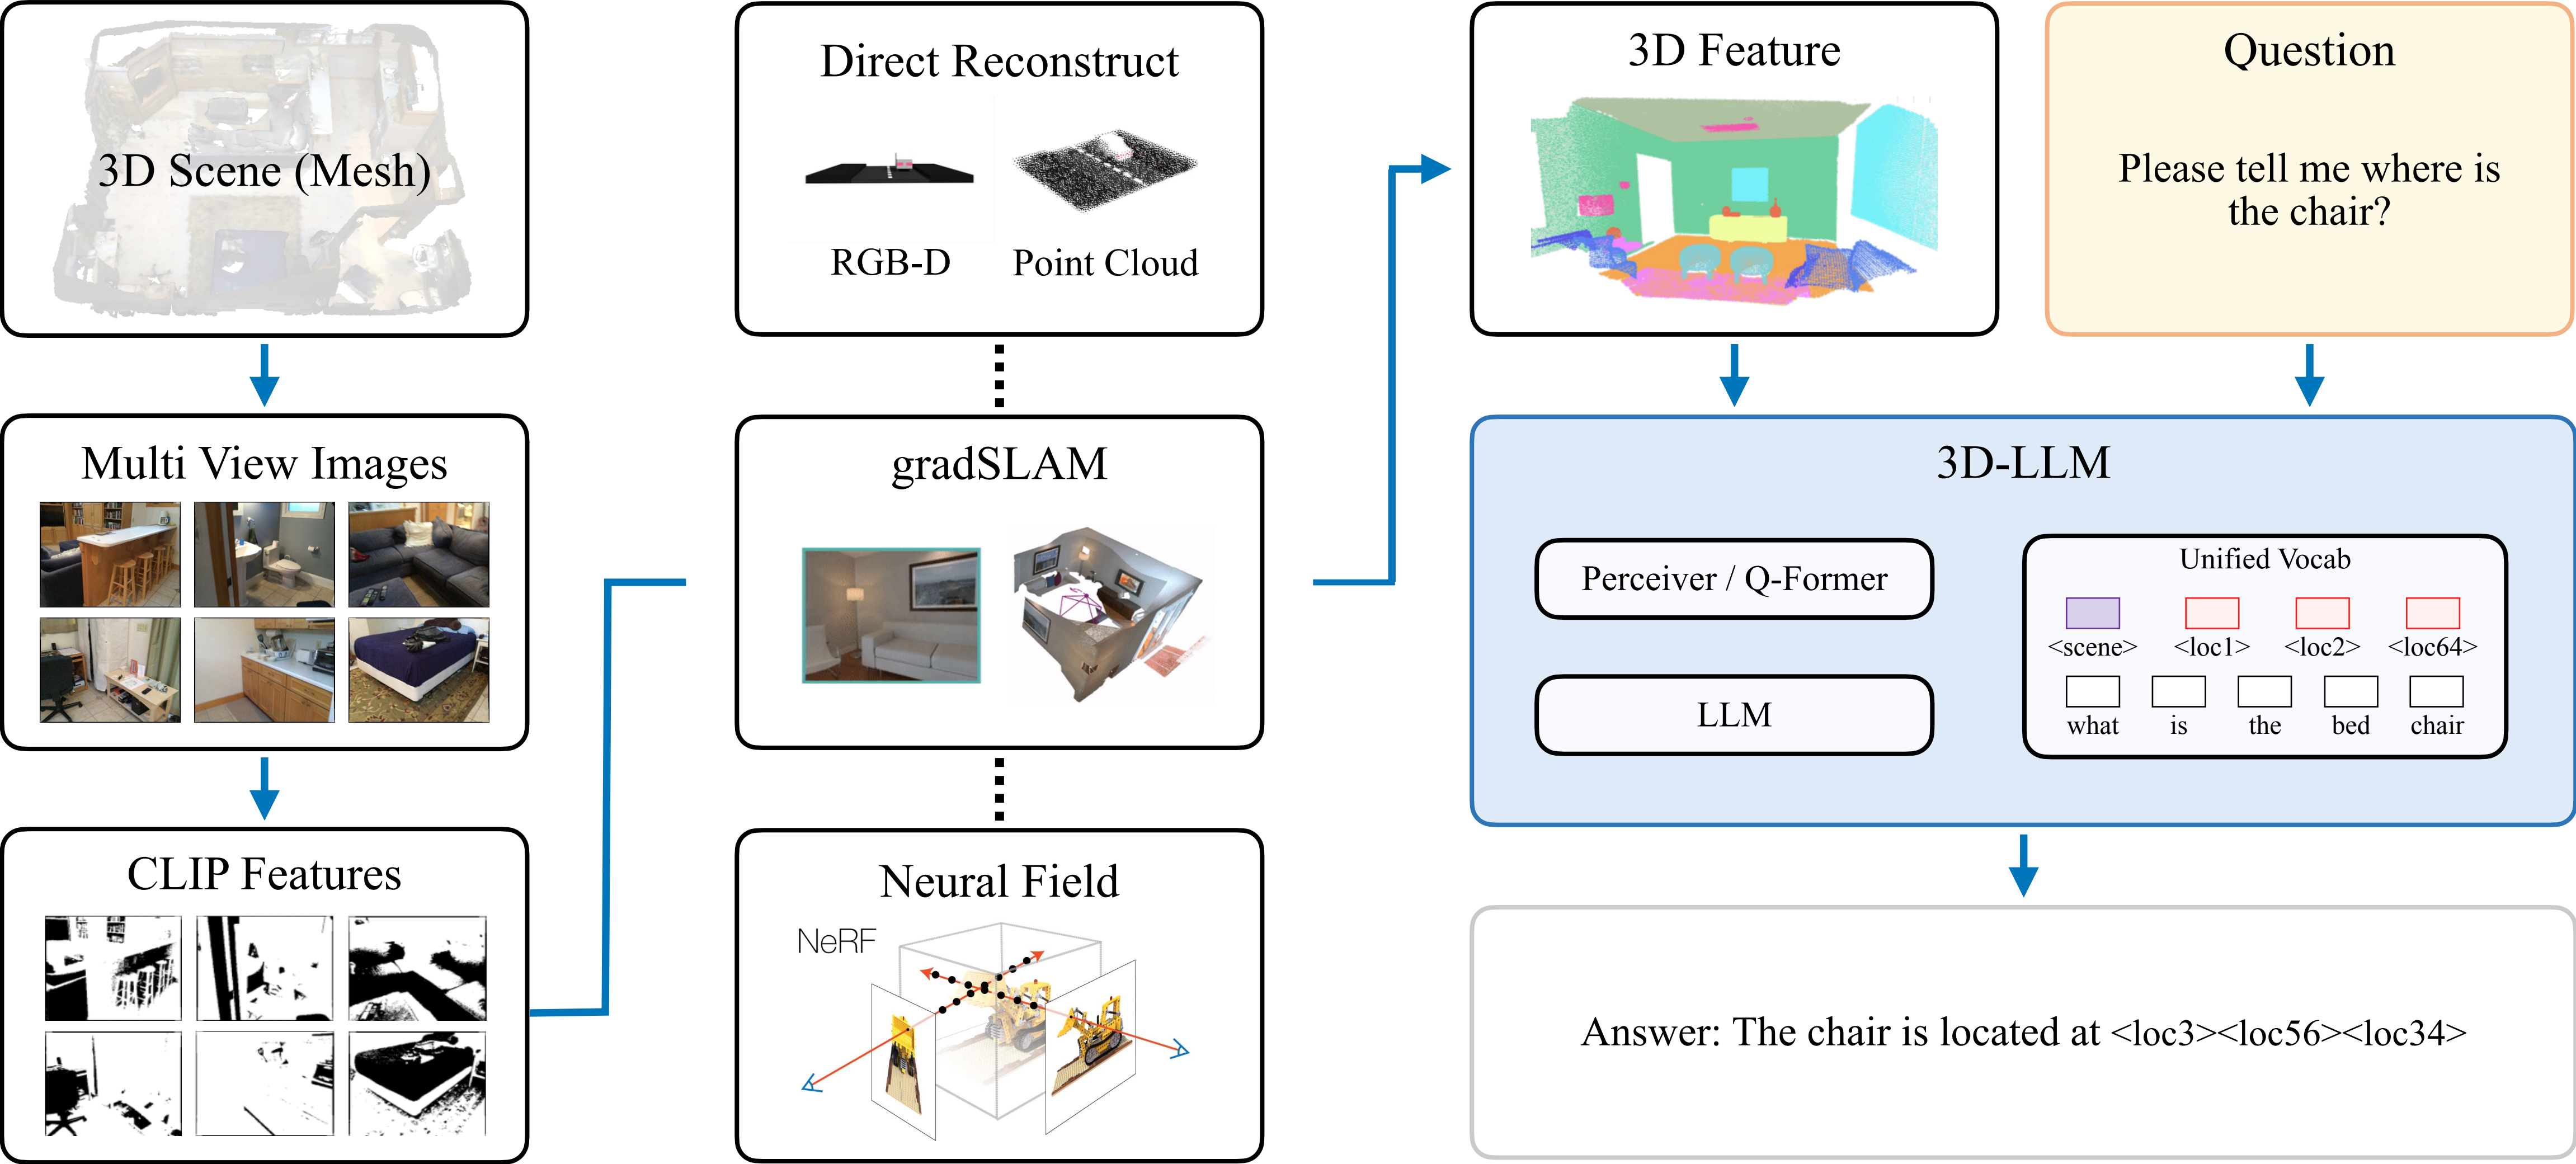 3D Scene (Mesh)
Multi View Images
CLIP Features
Direct Reconstruct
RGB-D
Point Cloud
gradSLAM
Neural Field
NeRF
3D Feature
Question
Please tell me where is
the chair?
3D-LLM
Perceiver / Q-Former
LLM
Unified Vocab
<scene> <loc1> <loc2> <loc64>
what is the bed chair
Answer: The chair is located at <loc3><loc56><loc34>